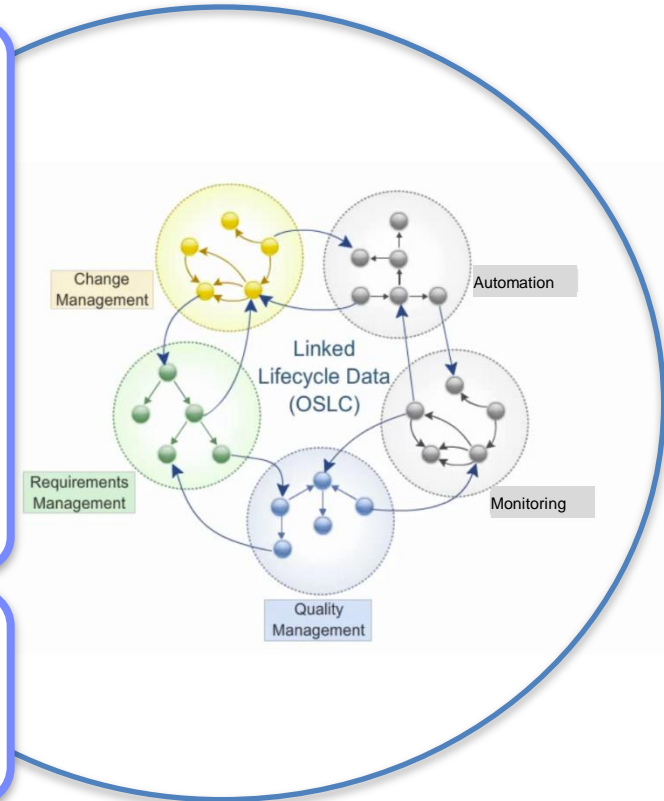 Change
Management
Automation
Linked
Lifecycle Data
(OSLC)
Requirements
Management
Monitoring
Quality
Management